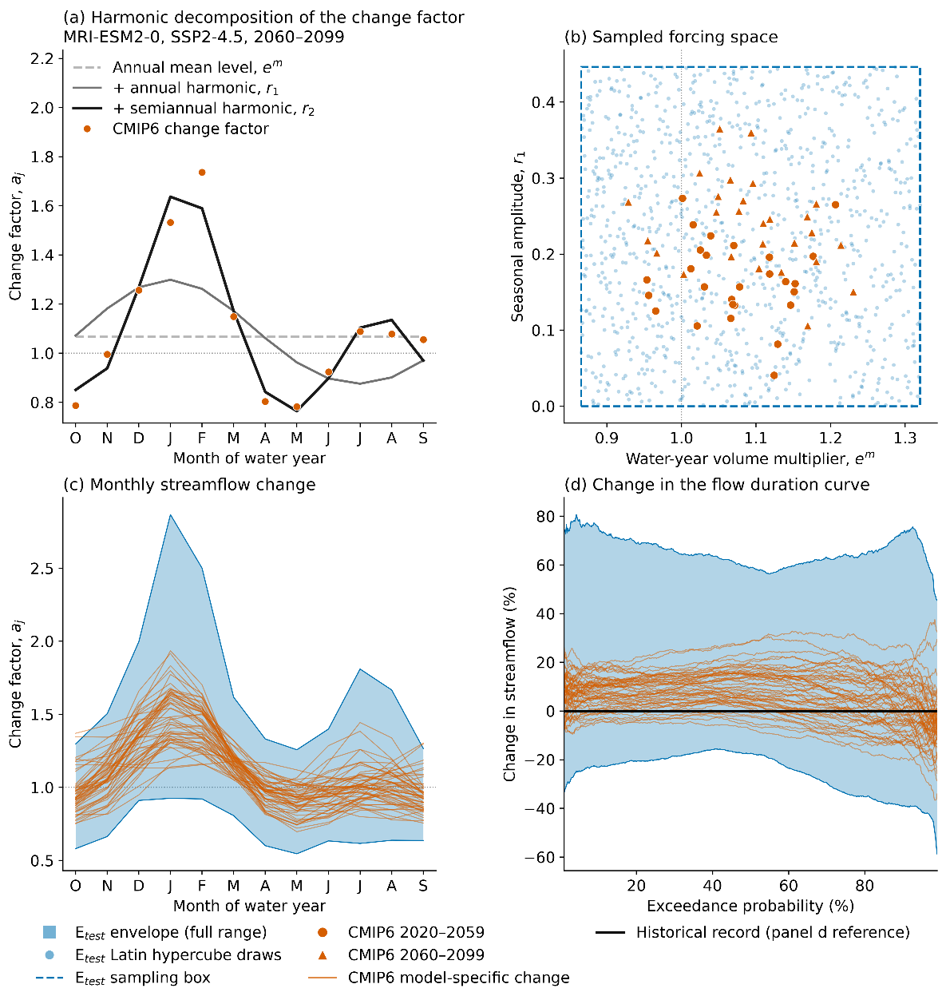 (a) Harmonic decomposition of the change factor
MRI-ESM2-0, SSP2-4.5, 2060–2099
2.2
2.0
1.8
1.6
1.4
1.2
1.0
0.8
Change factor, aj
Annual mean level, e^m
+ annual harmonic, r1
+ semiannual harmonic, r2
CMIP6 change factor
O N D J F M A M J J A S
Month of water year
(b) Sampled forcing space
0.4
0.3
0.2
0.1
0.0
Seasonal amplitude, r1
0.9 1.0 1.1 1.2 1.3
Water-year volume multiplier, e^m
(c) Monthly streamflow change
2.5
2.0
1.5
1.0
0.5
Change factor, aj
O N D J F M A M J J A S
Month of water year
(d) Change in the flow duration curve
80
60
40
20
0
−20
−40
−60
Change in streamflow (%)
20 40 60 80
Exceedance probability (%)
Etest envelope (full range)
Etest Latin hypercube draws
Etest sampling box
CMIP6 2020–2059
CMIP6 2060–2099
CMIP6 model-specific change
Historical record (panel d reference)